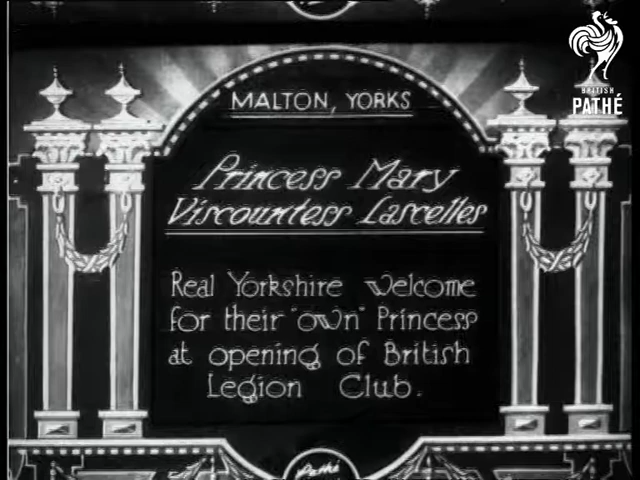 BRITISH
PATHÉ
MALTON, YORKS
Princess Mary
Viscountess Lascelles
Real Yorkshire welcome
for their "own" Princess
at opening of British
Legion Club.
Pathé